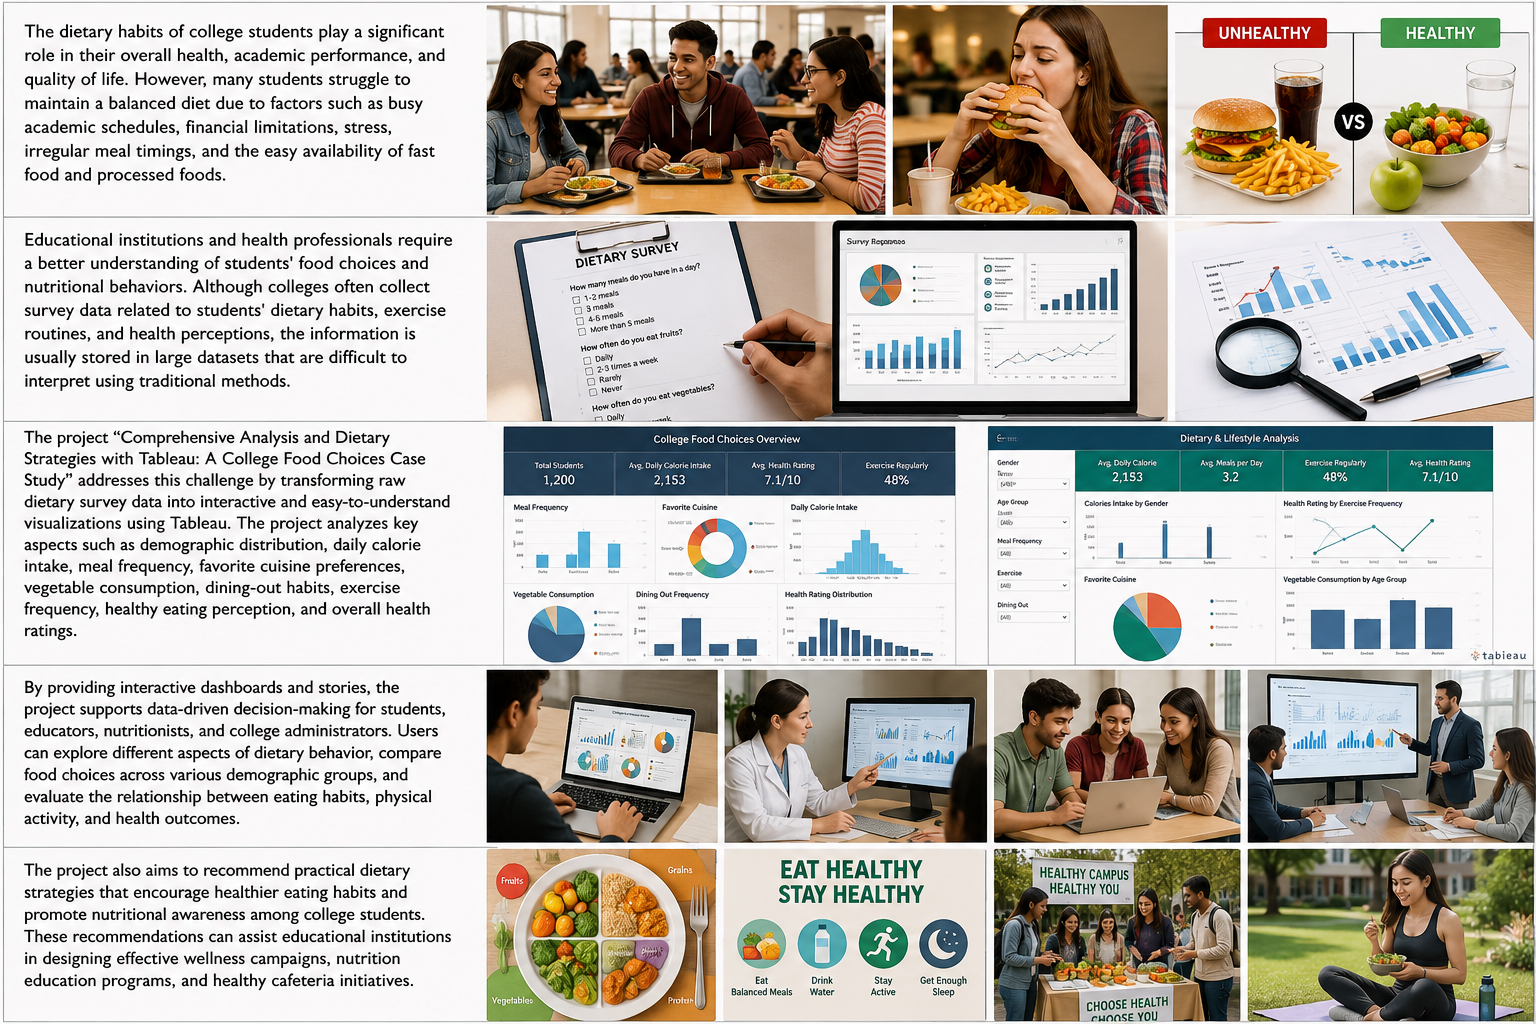 The dietary habits of college students play a significant
role in their overall health, academic performance, and
quality of life. However, many students struggle to
maintain a balanced diet due to factors such as busy
academic schedules, financial limitations, stress,
irregular meal timings, and the easy availability of fast
food and processed foods.
UNHEALTHY
VS
HEALTHY
Educational institutions and health professionals require
a better understanding of students' food choices and
nutritional behaviors. Although colleges often collect
survey data related to students' dietary habits, exercise
routines, and health perceptions, the information is
usually stored in large datasets that are difficult to
interpret using traditional methods.
DIETARY SURVEY
How many meals do you have in a day?
1-2 meals
3 meals
4-5 meals
More than 5 meals
How often do you eat fruits?
Daily
2-3 times a week
Rarely
Never
How often do you eat vegetables?
Daily
Survey
The project “Comprehensive Analysis and Dietary
Strategies with Tableau: A College Food Choices Case
Study” addresses this challenge by transforming raw
dietary survey data into interactive and easy-to-understand
visualizations using Tableau. The project analyzes key
aspects such as demographic distribution, daily calorie
intake, meal frequency, favorite cuisine preferences,
vegetable consumption, dining-out habits, exercise
frequency, healthy eating perception, and overall health
ratings.
College Food Choices Overview
Total Students
1,200
Avg. Daily Calorie Intake
2,153
Avg. Health Rating
7.1/10
Exercise Regularly
48%
Meal Frequency
Favorite Cuisine
Daily Calorie Intake
Vegetable Consumption
Dining Out Frequency
Health Rating Distribution
Dietary & Lifestyle Analysis
Gender
Age Group
(All)
Meal Frequency
(All)
Exercise
(All)
Dining Out
(All)
Avg. Daily Calorie
2,153
Avg. Meals per Day
3.2
Exercise Regularly
48%
Avg. Health Rating
7.1/10
Calories Intake by Gender
Health Rating by Exercise Frequency
Favorite Cuisine
Vegetable Consumption by Age Group
tableau
By providing interactive dashboards and stories, the
project supports data-driven decision-making for students,
educators, nutritionists, and college administrators. Users
can explore different aspects of dietary behavior, compare
food choices across various demographic groups, and
evaluate the relationship between eating habits, physical
activity, and health outcomes.
The project also aims to recommend practical dietary
strategies that encourage healthier eating habits and
promote nutritional awareness among college students.
These recommendations can assist educational institutions
in designing effective wellness campaigns, nutrition
education programs, and healthy cafeteria initiatives.
Grains
Vegetables
EAT HEALTHY
STAY HEALTHY
Eat
Balanced Meals
Drink
Water
Stay
Active
Get Enough
Sleep
HEALTHY CAMPUS
HEALTHY YOU
CHOOSE HEALTH
CHOOSE YOU